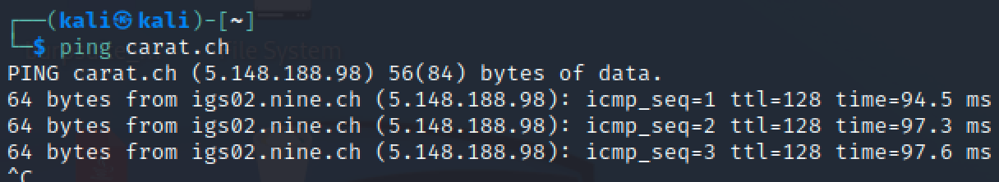 ┌──(kali㉿kali)-[~]
└─$ ping carat.ch
PING carat.ch (5.148.188.98) 56(84) bytes of data.
64 bytes from igs02.nine.ch (5.148.188.98): icmp_seq=1 ttl=128 time=94.5 ms
64 bytes from igs02.nine.ch (5.148.188.98): icmp_seq=2 ttl=128 time=97.3 ms
64 bytes from igs02.nine.ch (5.148.188.98): icmp_seq=3 ttl=128 time=97.6 ms
^C